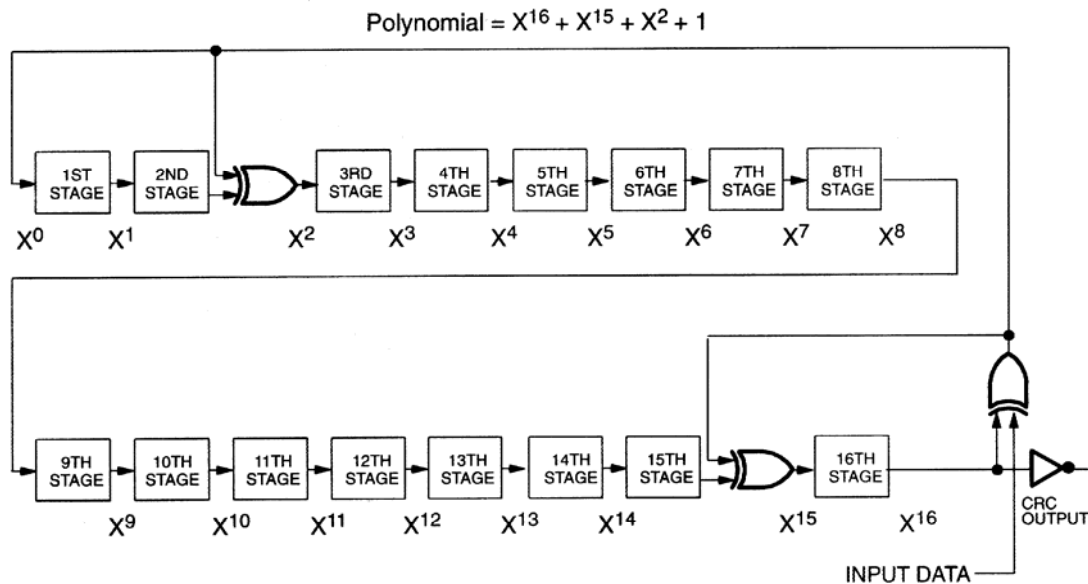 Polynomial = X¹⁶ + X¹⁵ + X² + 1
1ST
STAGE
2ND
STAGE
3RD
STAGE
4TH
STAGE
5TH
STAGE
6TH
STAGE
7TH
STAGE
8TH
STAGE
X⁰
X¹
X²
X³
X⁴
X⁵
X⁶
X⁷
X⁸
9TH
STAGE
10TH
STAGE
11TH
STAGE
12TH
STAGE
13TH
STAGE
14TH
STAGE
15TH
STAGE
16TH
STAGE
X⁹
X¹⁰
X¹¹
X¹²
X¹³
X¹⁴
X¹⁵
X¹⁶
CRC
OUTPUT
INPUT DATA